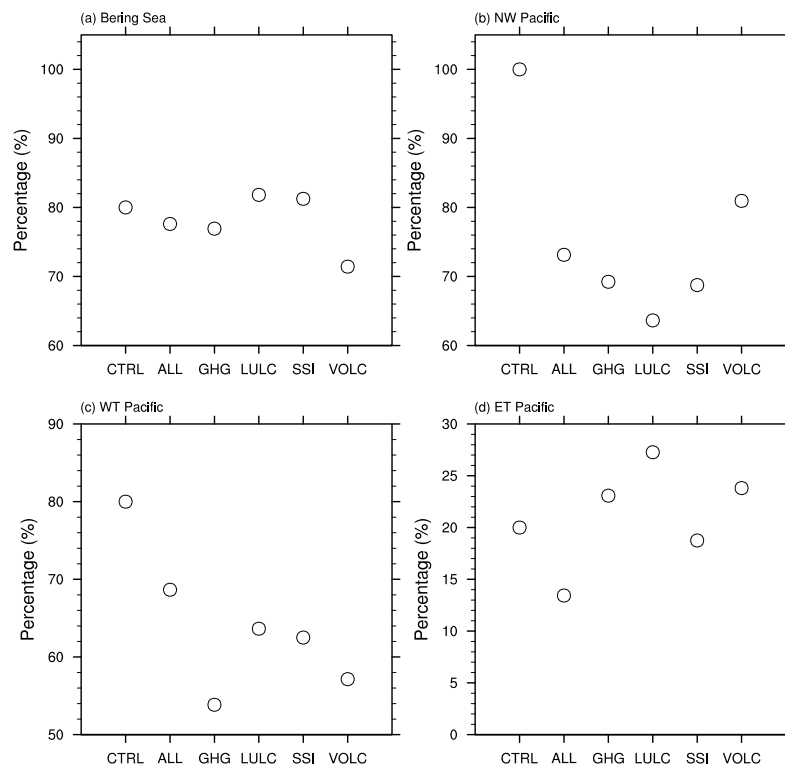 (a) Bering Sea
(b) NW Pacific
Percentage (%)
100
90
80
70
60
CTRL ALL GHG LULC SSI VOLC
Percentage (%)
100
90
80
70
60
CTRL ALL GHG LULC SSI VOLC
(c) WT Pacific
(d) ET Pacific
Percentage (%)
90
80
70
60
50
CTRL ALL GHG LULC SSI VOLC
Percentage (%)
30
25
20
15
10
5
0
CTRL ALL GHG LULC SSI VOLC